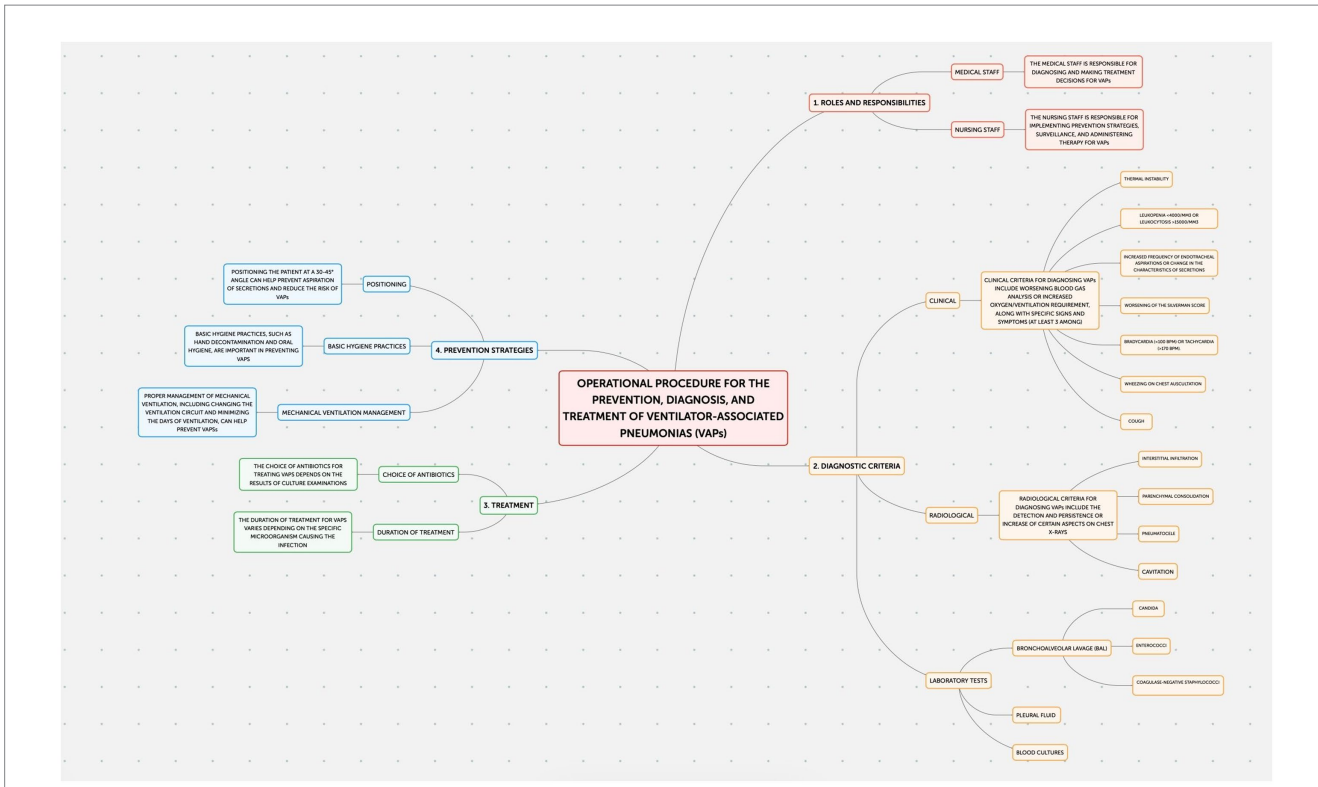 OPERATIONAL PROCEDURE FOR THE
PREVENTION, DIAGNOSIS, AND
TREATMENT OF VENTILATOR-ASSOCIATED
PNEUMONIAS (VAPs)
1. ROLES AND RESPONSIBILITIES
MEDICAL STAFF
THE MEDICAL STAFF IS RESPONSIBLE FOR
DIAGNOSING AND MAKING TREATMENT
DECISIONS FOR VAPs
NURSING STAFF
THE NURSING STAFF IS RESPONSIBLE FOR
IMPLEMENTING PREVENTION STRATEGIES,
SURVEILLANCE, AND ADMINISTERING
THERAPY FOR VAPs
2. DIAGNOSTIC CRITERIA
CLINICAL
CLINICAL CRITERIA FOR DIAGNOSING VAPs
INCLUDE WORSENING BLOOD GAS
ANALYSIS OR INCREASED
OXYGEN/VENTILATION REQUIREMENT,
ALONG WITH SPECIFIC SIGNS AND
SYMPTOMS (AT LEAST 3 AMONG)
THERMAL INSTABILITY
LEUKOPENIA <4000/MM3 OR
LEUKOCYTOSIS >15000/MM3
INCREASED FREQUENCY OF ENDOTRACHEAL
ASPIRATIONS OR CHANGE IN THE
CHARACTERISTICS OF SECRETIONS
WORSENING OF THE SILVERMAN SCORE
BRADYCARDIA (<100 BPM) OR TACHYCARDIA
(>170 BPM).
WHEEZING ON CHEST AUSCULTATION
COUGH
RADIOLOGICAL
RADIOLOGICAL CRITERIA FOR
DIAGNOSING VAPs INCLUDE THE
DETECTION AND PERSISTENCE OR
INCREASE OF CERTAIN ASPECTS ON CHEST
X-RAYS
INTERSTITIAL INFILTRATION
PARENCHYMAL CONSOLIDATION
PNEUMATOCELE
CAVITATION
LABORATORY TESTS
BRONCHOALVEOLAR LAVAGE (BAL)
CANDIDA
ENTEROCOCCI
COAGULASE-NEGATIVE STAPHYLOCOCCI
PLEURAL FLUID
BLOOD CULTURES
3. TREATMENT
CHOICE OF ANTIBIOTICS
THE CHOICE OF ANTIBIOTICS FOR
TREATING VAPS DEPENDS ON THE
RESULTS OF CULTURE EXAMINATIONS
DURATION OF TREATMENT
THE DURATION OF TREATMENT FOR VAPS
VARIES DEPENDING ON THE SPECIFIC
MICROORGANISM CAUSING THE
INFECTION
4. PREVENTION STRATEGIES
POSITIONING
POSITIONING THE PATIENT AT A 30-45°
ANGLE CAN HELP PREVENT ASPIRATION
OF SECRETIONS AND REDUCE THE RISK OF
VAPs
BASIC HYGIENE PRACTICES
BASIC HYGIENE PRACTICES, SUCH AS
HAND DECONTAMINATION AND ORAL
HYGIENE, ARE IMPORTANT IN PREVENTING
VAPS
MECHANICAL VENTILATION MANAGEMENT
PROPER MANAGEMENT OF MECHANICAL
VENTILATION, INCLUDING CHANGING THE
VENTILATION CIRCUIT AND MINIMIZING
THE DAYS OF VENTILATION, CAN HELP
PREVENT VAPSs